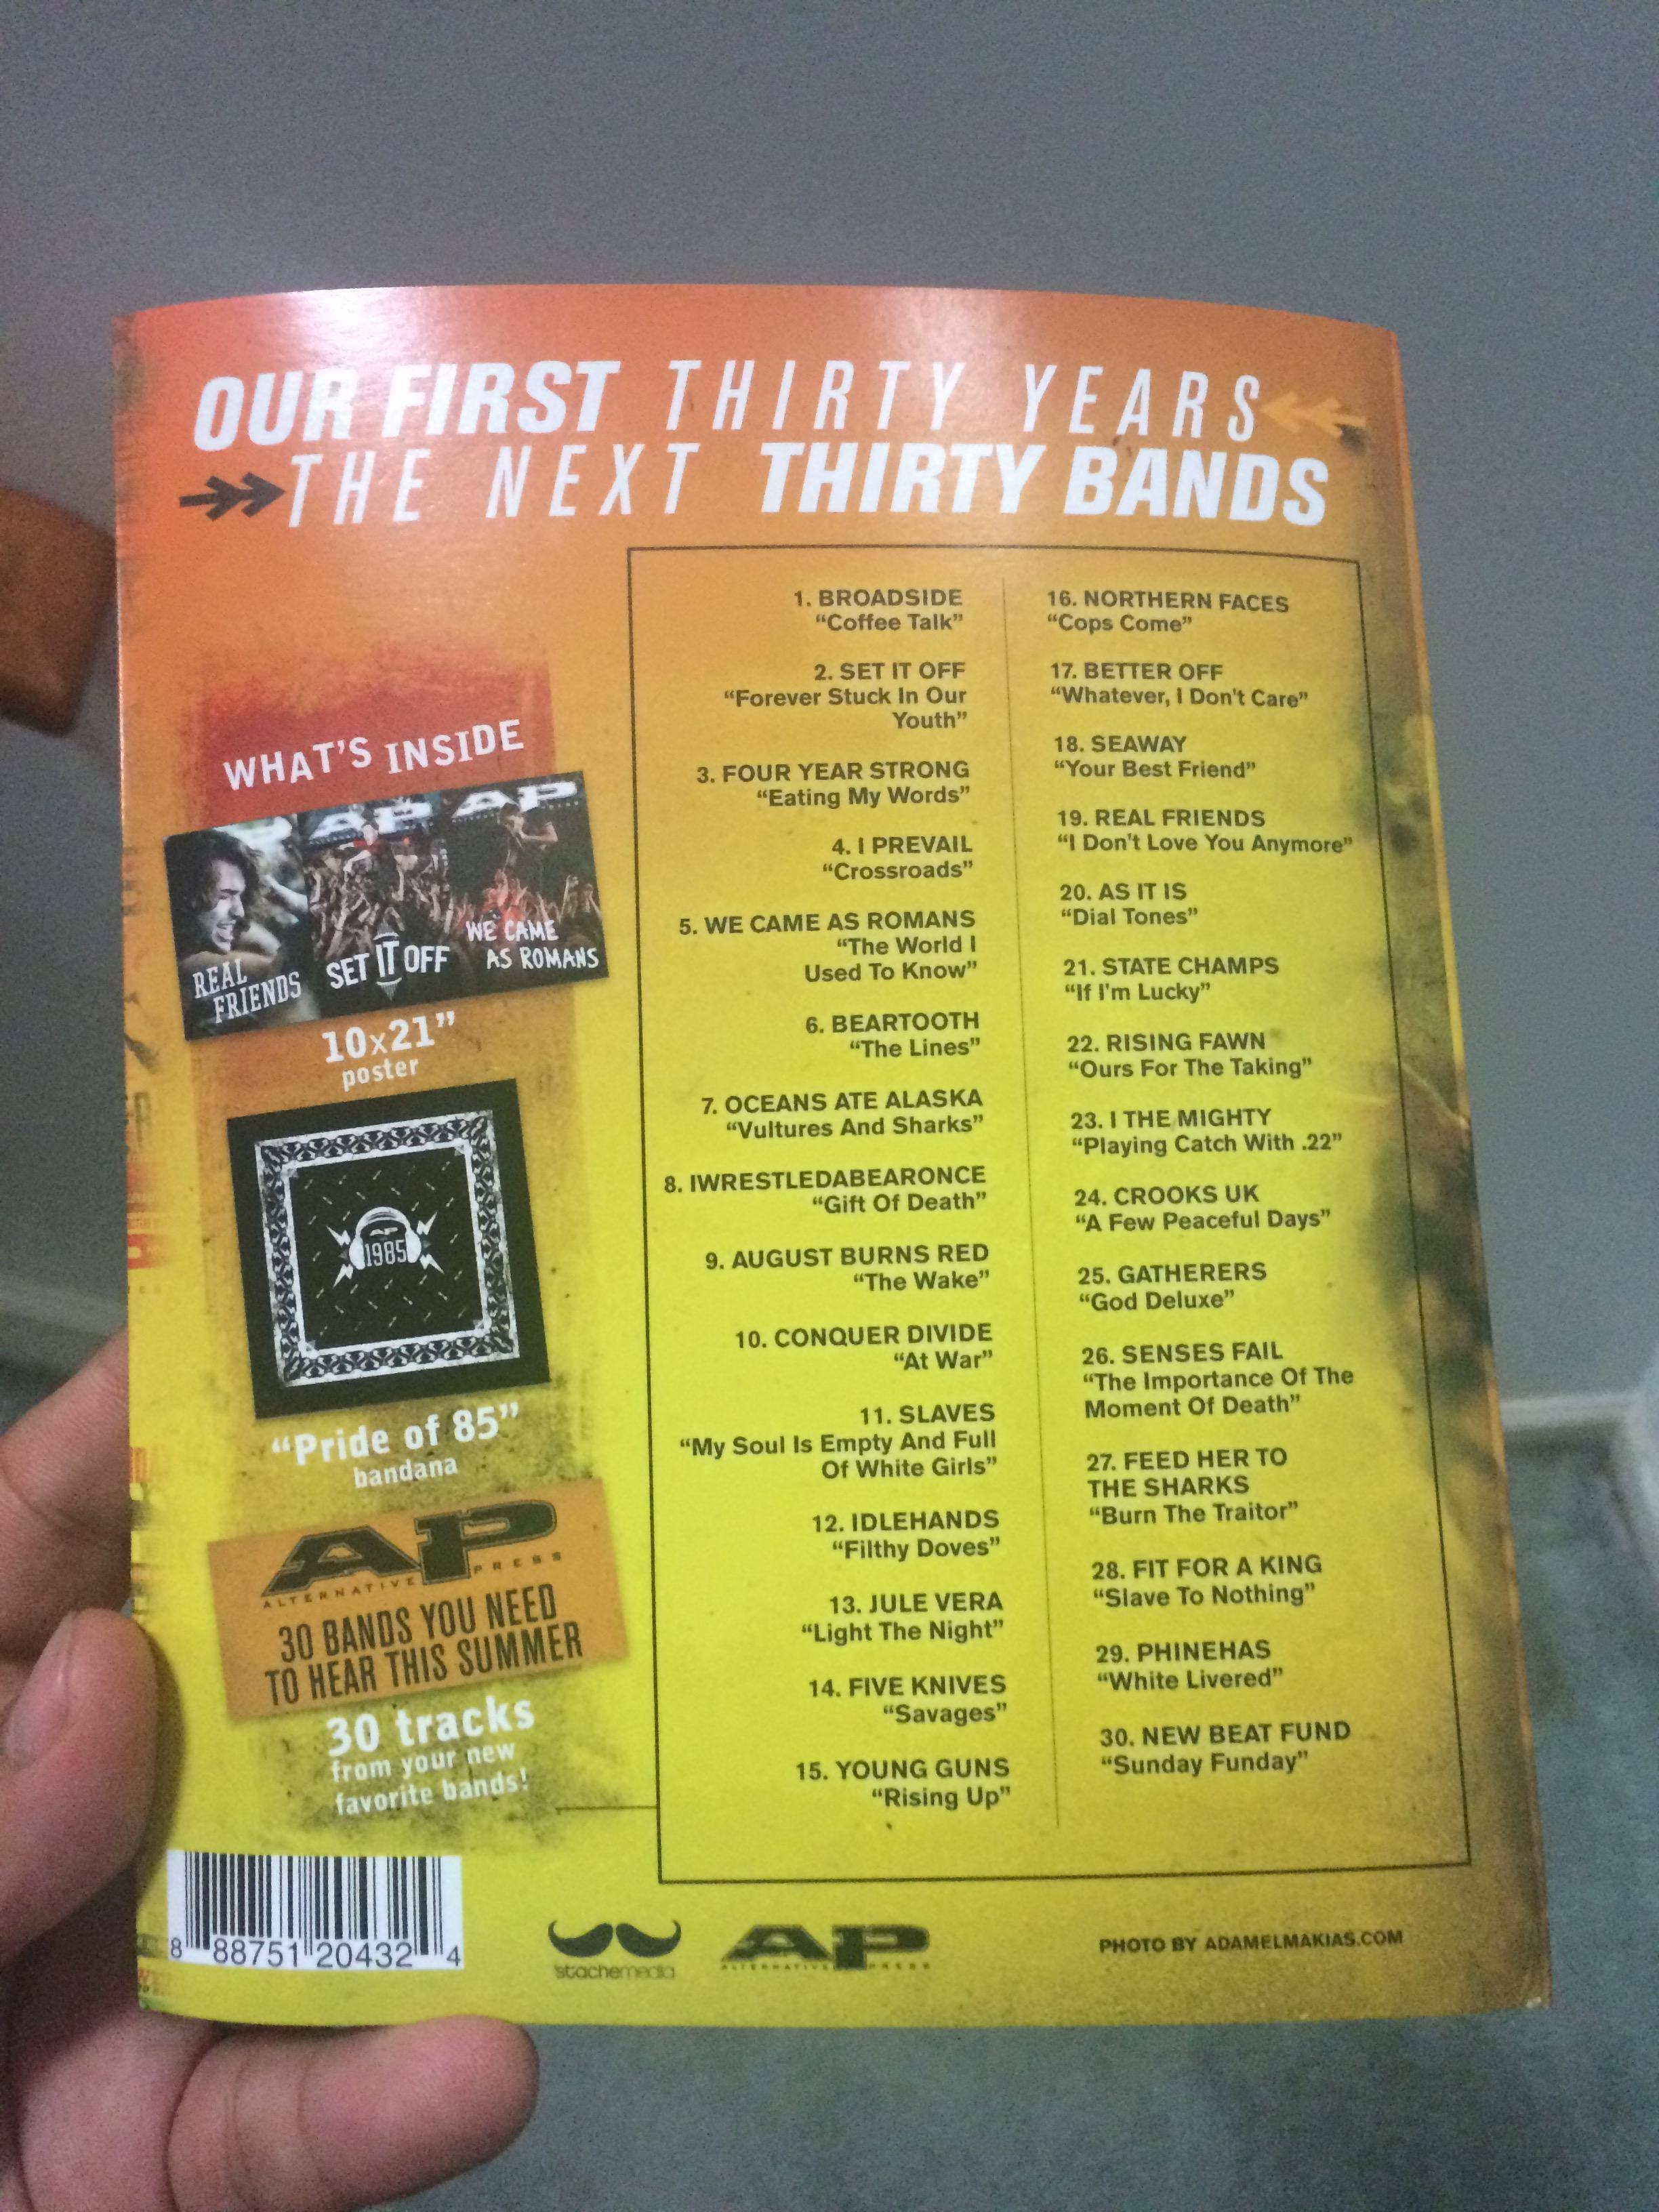 OUR FIRST THIRTY YEARS
THE NEXT THIRTY BANDS
WHAT'S INSIDE
AP AP
REAL
FRIENDS
SET IT OFF
WE CAME
AS ROMANS
10x21"
poster
AP
1985
"Pride of 85"
bandana
AP
ALTERNATIVE PRESS
30 BANDS YOU NEED
TO HEAR THIS SUMMER
30 tracks
from your new
favorite bands!
1. BROADSIDE
"Coffee Talk"
2. SET IT OFF
"Forever Stuck In Our
Youth"
3. FOUR YEAR STRONG
"Eating My Words"
4. I PREVAIL
"Crossroads"
5. WE CAME AS ROMANS
"The World I
Used To Know"
6. BEARTOOTH
"The Lines"
7. OCEANS ATE ALASKA
"Vultures And Sharks"
8. IWRESTLEDABEARONCE
"Gift Of Death"
9. AUGUST BURNS RED
"The Wake"
10. CONQUER DIVIDE
"At War"
11. SLAVES
"My Soul Is Empty And Full
Of White Girls"
12. IDLEHANDS
"Filthy Doves"
13. JULE VERA
"Light The Night"
14. FIVE KNIVES
"Savages"
15. YOUNG GUNS
"Rising Up"
16. NORTHERN FACES
"Cops Come"
17. BETTER OFF
"Whatever, I Don't Care"
18. SEAWAY
"Your Best Friend"
19. REAL FRIENDS
"I Don't Love You Anymore"
20. AS IT IS
"Dial Tones"
21. STATE CHAMPS
"If I'm Lucky"
22. RISING FAWN
"Ours For The Taking"
23. I THE MIGHTY
"Playing Catch With .22"
24. CROOKS UK
"A Few Peaceful Days"
25. GATHERERS
"God Deluxe"
26. SENSES FAIL
"The Importance Of The
Moment Of Death"
27. FEED HER TO
THE SHARKS
"Burn The Traitor"
28. FIT FOR A KING
"Slave To Nothing"
29. PHINEHAS
"White Livered"
30. NEW BEAT FUND
"Sunday Funday"
8 88751 20432 4
'stachemedia
AP
ALTERNATIVE PRESS
PHOTO BY ADAMELMAKIAS.COM